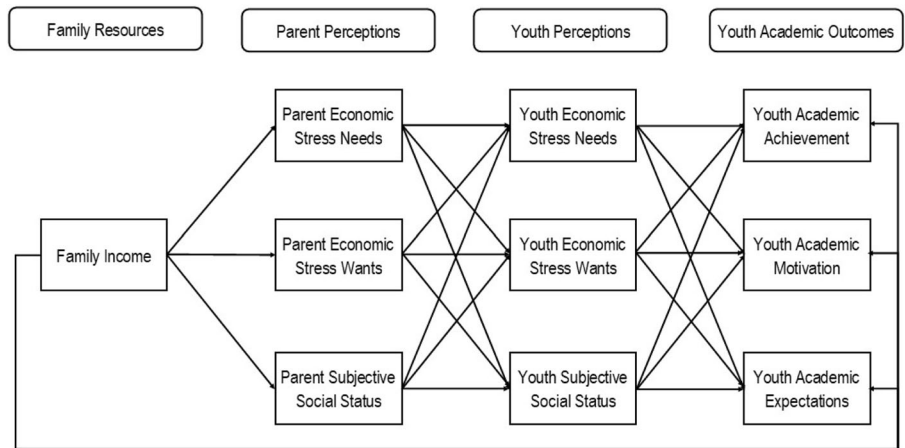 Family Resources
Parent Perceptions
Youth Perceptions
Youth Academic Outcomes
Parent Economic
Stress Needs
Youth Economic
Stress Needs
Youth Academic
Achievement
Family Income
Parent Economic
Stress Wants
Youth Economic
Stress Wants
Youth Academic
Motivation
Parent Subjective
Social Status
Youth Subjective
Social Status
Youth Academic
Expectations